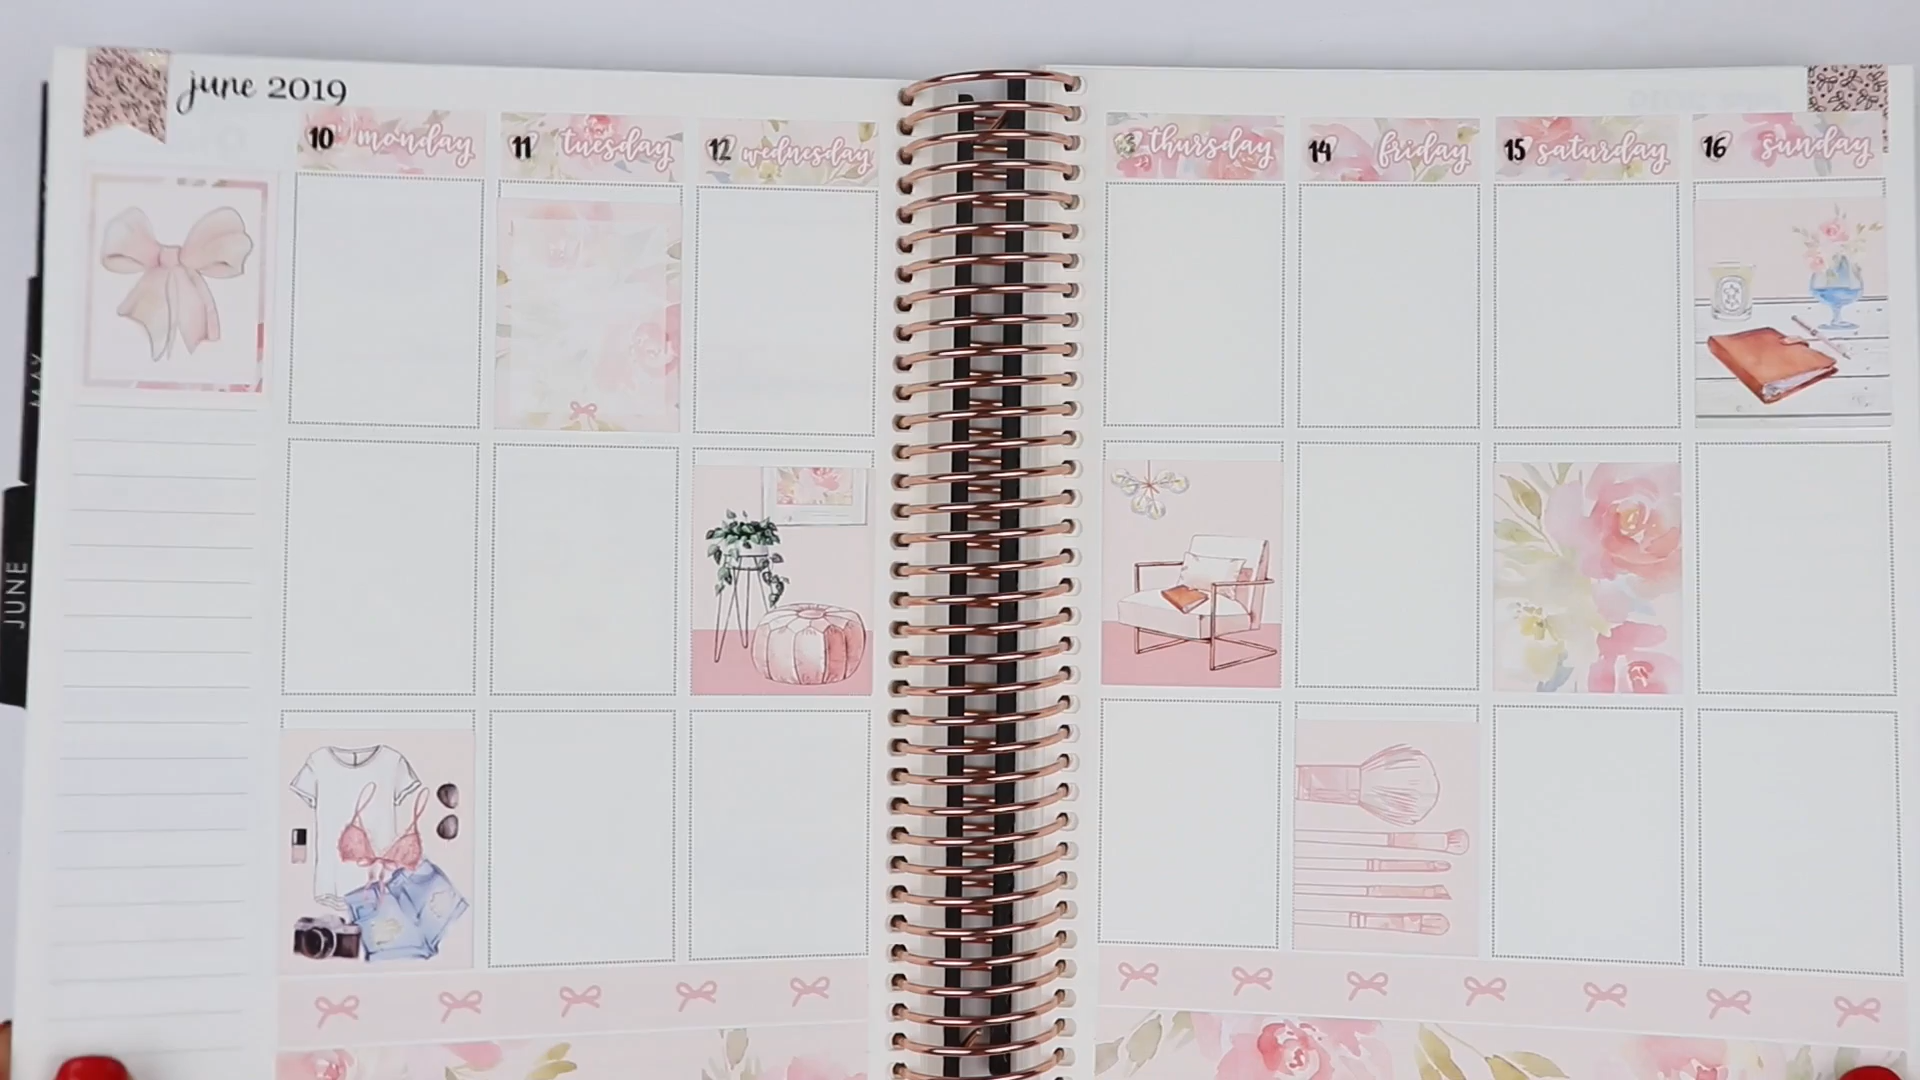 june 2019
10 monday
11 tuesday
12 wednesday
thursday
14 friday
15 saturday
16 sunday
MAY
JUNE